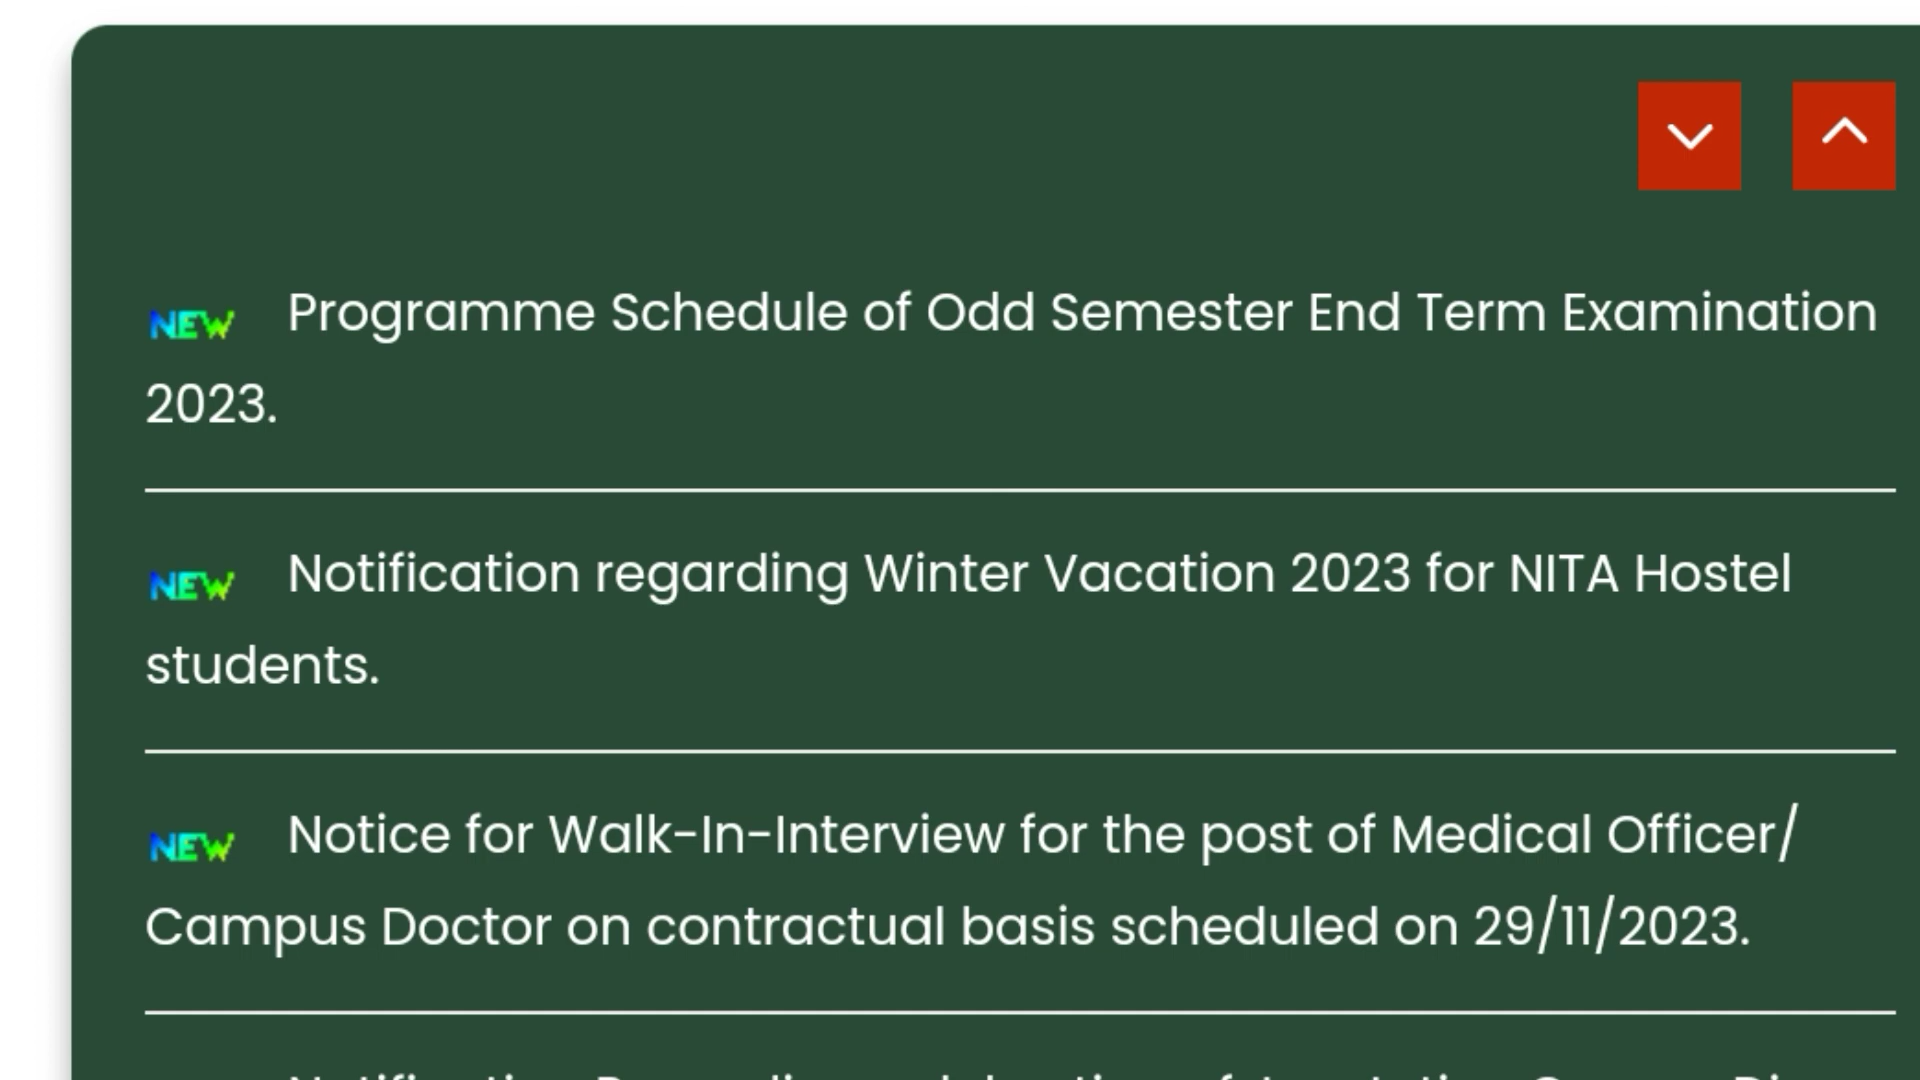 NEW Programme Schedule of Odd Semester End Term Examination
2023.
NEW Notification regarding Winter Vacation 2023 for NITA Hostel
students.
NEW Notice for Walk-In-Interview for the post of Medical Officer/
Campus Doctor on contractual basis scheduled on 29/11/2023.